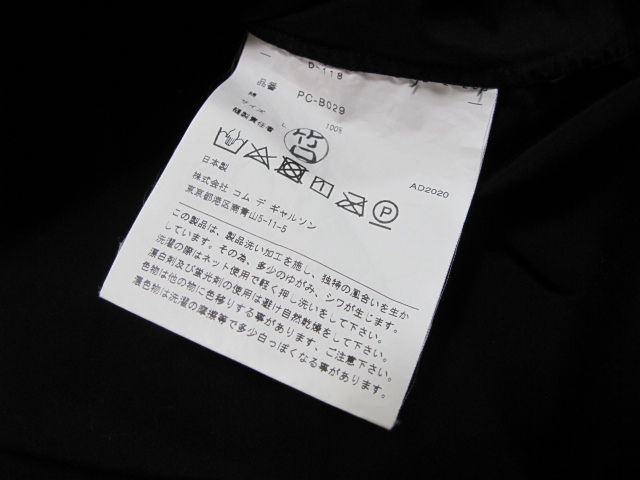 D-118
品番 PC-B029
綿 100%
サイズ L
日本製
株式会社 コム デ ギャルソン
東京都港区南青山5-11-5
AD2020
P
この製品は、製品洗い加工を施し、独特の風合いを生か
しています。その為、多少のゆがみ、シワが生じます。
洗濯の際はネット使用で軽く押し洗いをして下さい。
漂白剤及び蛍光剤の使用は避け自然乾燥をして下さい。
色物は他の物に色移りする事があります、ご注意下さい。
濃色物は洗濯の摩擦等で多少白っぽくなる事があります。